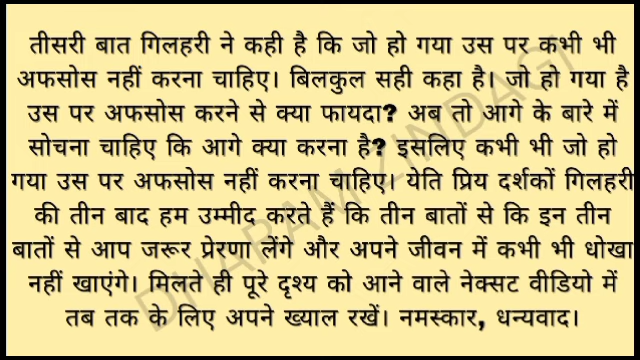 तीसरी बात गिलहरी ने कही है कि जो हो गया उस पर कभी भी
अफसोस नहीं करना चाहिए। बिलकुल सही कहा है। जो हो गया है
उस पर अफसोस करने से क्या फायदा? अब तो आगे के बारे में
सोचना चाहिए कि आगे क्या करना है? इसलिए कभी भी जो हो
गया उस पर अफसोस नहीं करना चाहिए। येति प्रिय दर्शकों गिलहरी
की तीन बाद हम उम्मीद करते हैं कि तीन बातों से कि इन तीन
बातों से आप जरूर प्रेरणा लेंगे और अपने जीवन में कभी भी धोखा
नहीं खाएंगे। मिलते ही पूरे दृश्य को आने वाले नेक्सट वीडियो में
तब तक के लिए अपने ख्याल रखें। नमस्कार, धन्यवाद।
DHARAM ZINDAGI